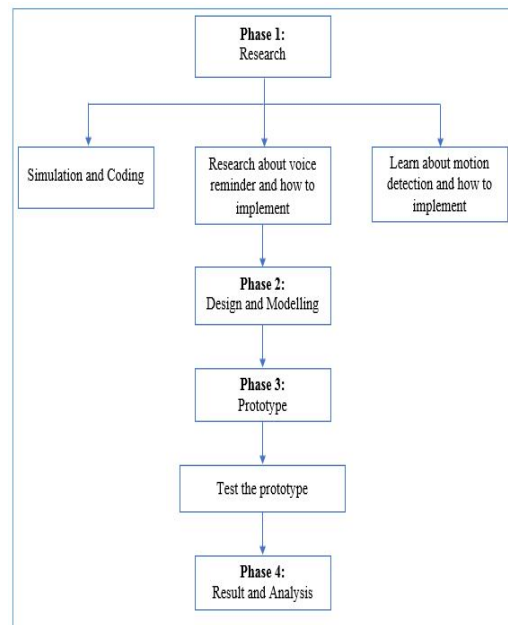 Phase 1:
Research
Simulation and Coding
Research about voice
reminder and how to
implement
Learn about motion
detection and how to
implement
Phase 2:
Design and Modelling
Phase 3:
Prototype
Test the prototype
Phase 4:
Result and Analysis